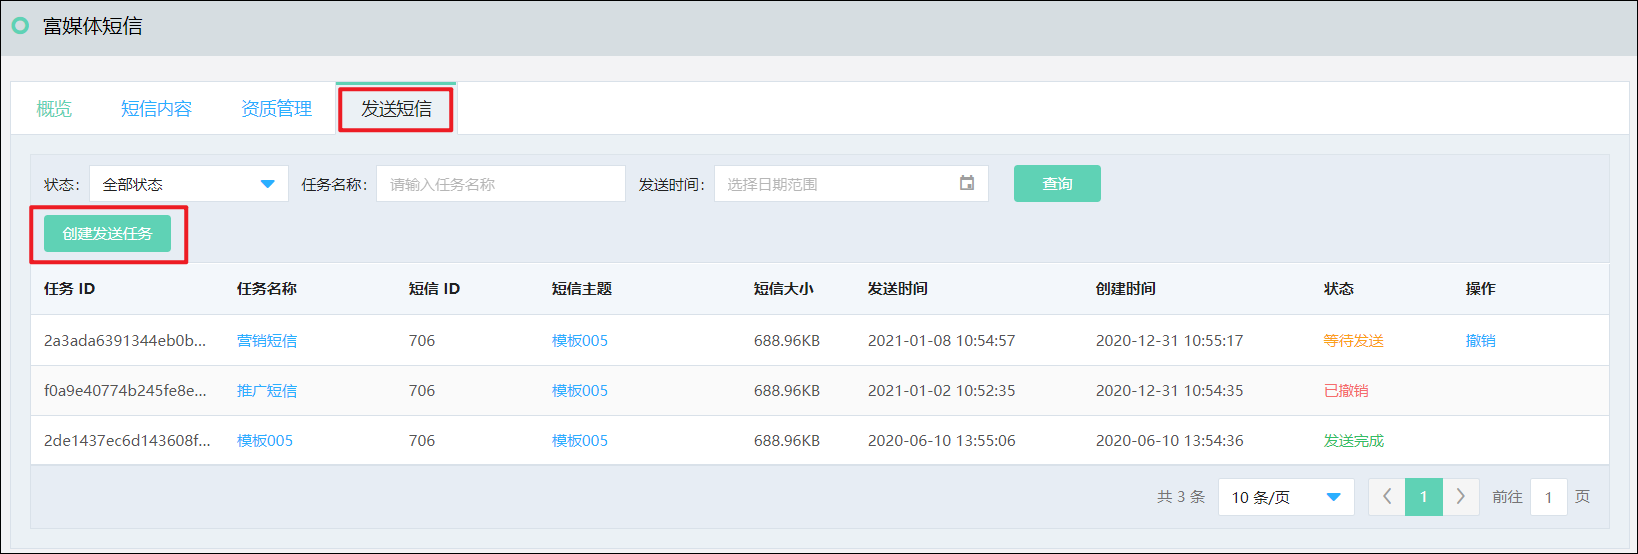 富媒体短信
概览 短信内容 资质管理 发送短信
状态: 全部状态 任务名称: 请输入任务名称 发送时间: 选择日期范围 查询
创建发送任务
任务 ID 任务名称 短信 ID 短信主题 短信大小 发送时间 创建时间 状态 操作
2a3ada6391344eb0b... 营销短信 706 模板005 688.96KB 2021-01-08 10:54:57 2020-12-31 10:55:17 等待发送 撤销
f0a9e40774b245fe8e... 推广短信 706 模板005 688.96KB 2021-01-02 10:52:35 2020-12-31 10:54:35 已撤销
2de1437ec6d143608f... 模板005 706 模板005 688.96KB 2020-06-10 13:55:06 2020-06-10 13:54:36 发送完成
共 3 条 10 条/页 1 前往 1 页